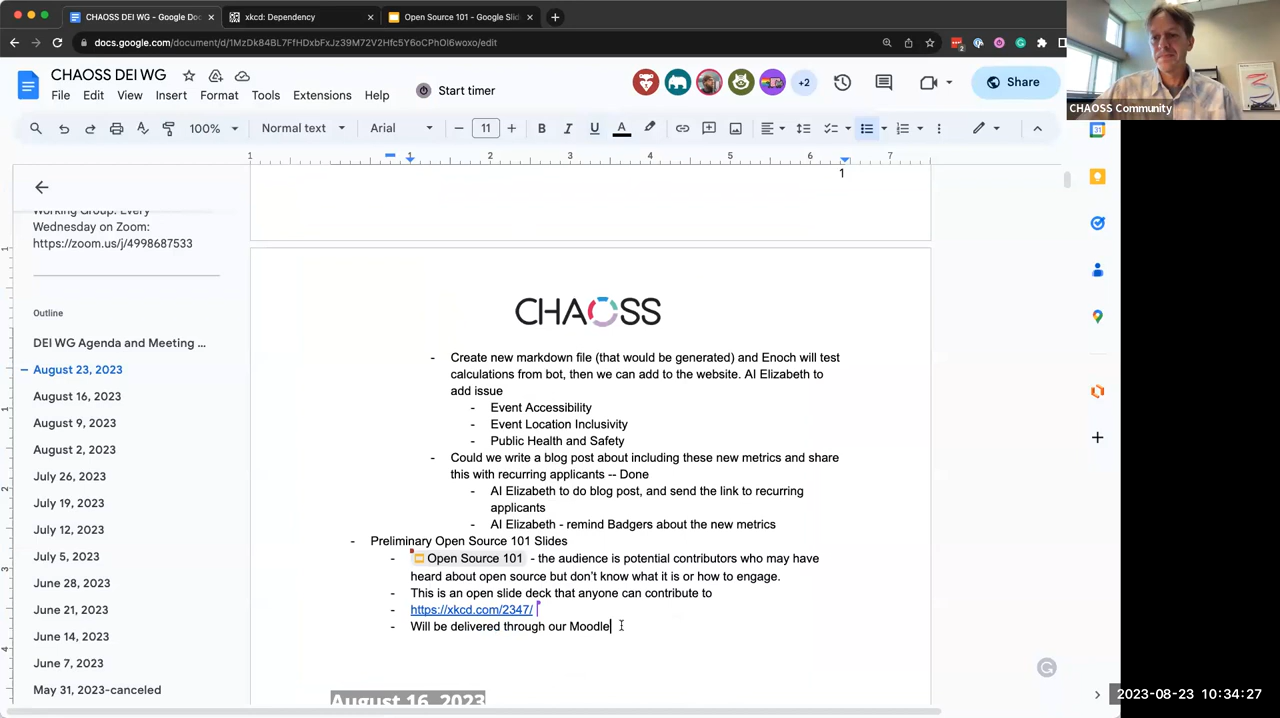 CHAOSS DEI WG - Google Doc
xkcd: Dependency
Open Source 101 - Google Slid
docs.google.com/document/d/1MzDk84BL7FfHDxbFxJz39M72V2Hfc5Y6oCPhOl6woxo/edit
CHAOSS Community
CHAOSS DEI WG
File Edit View Insert Format Tools Extensions Help
Start timer
+2
Share
100%
Normal text
Arial
11
1 1 2 3 4 5 6 7
1
Working Group: Every
Wednesday on Zoom:
https://zoom.us/j/4998687533
Outline
DEI WG Agenda and Meeting ...
August 23, 2023
August 16, 2023
August 9, 2023
August 2, 2023
July 26, 2023
July 19, 2023
July 12, 2023
July 5, 2023
June 28, 2023
June 21, 2023
June 14, 2023
June 7, 2023
May 31, 2023-canceled
CHAOSS
- Create new markdown file (that would be generated) and Enoch will test
calculations from bot, then we can add to the website. AI Elizabeth to
add issue
- Event Accessibility
- Event Location Inclusivity
- Public Health and Safety
- Could we write a blog post about including these new metrics and share
this with recurring applicants -- Done
- AI Elizabeth to do blog post, and send the link to recurring
applicants
- AI Elizabeth - remind Badgers about the new metrics
- Preliminary Open Source 101 Slides
- Open Source 101 - the audience is potential contributors who may have
heard about open source but don't know what it is or how to engage.
- This is an open slide deck that anyone can contribute to
- https://xkcd.com/2347/
- Will be delivered through our Moodle
August 16, 2023
2023-08-23 10:34:27